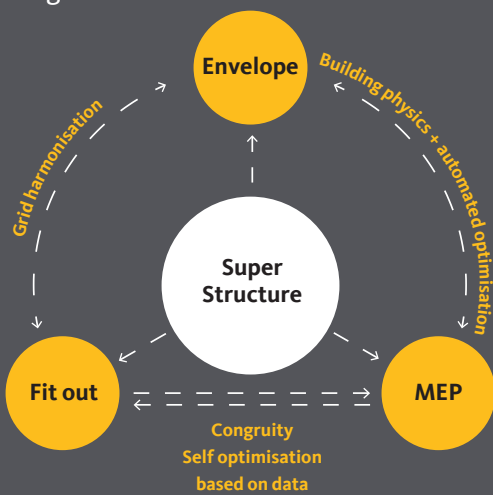 Envelope
Building physics + automated optimisation
Grid harmonisation
Super
Structure
Fit out
MEP
Congruity
Self optimisation
based on data